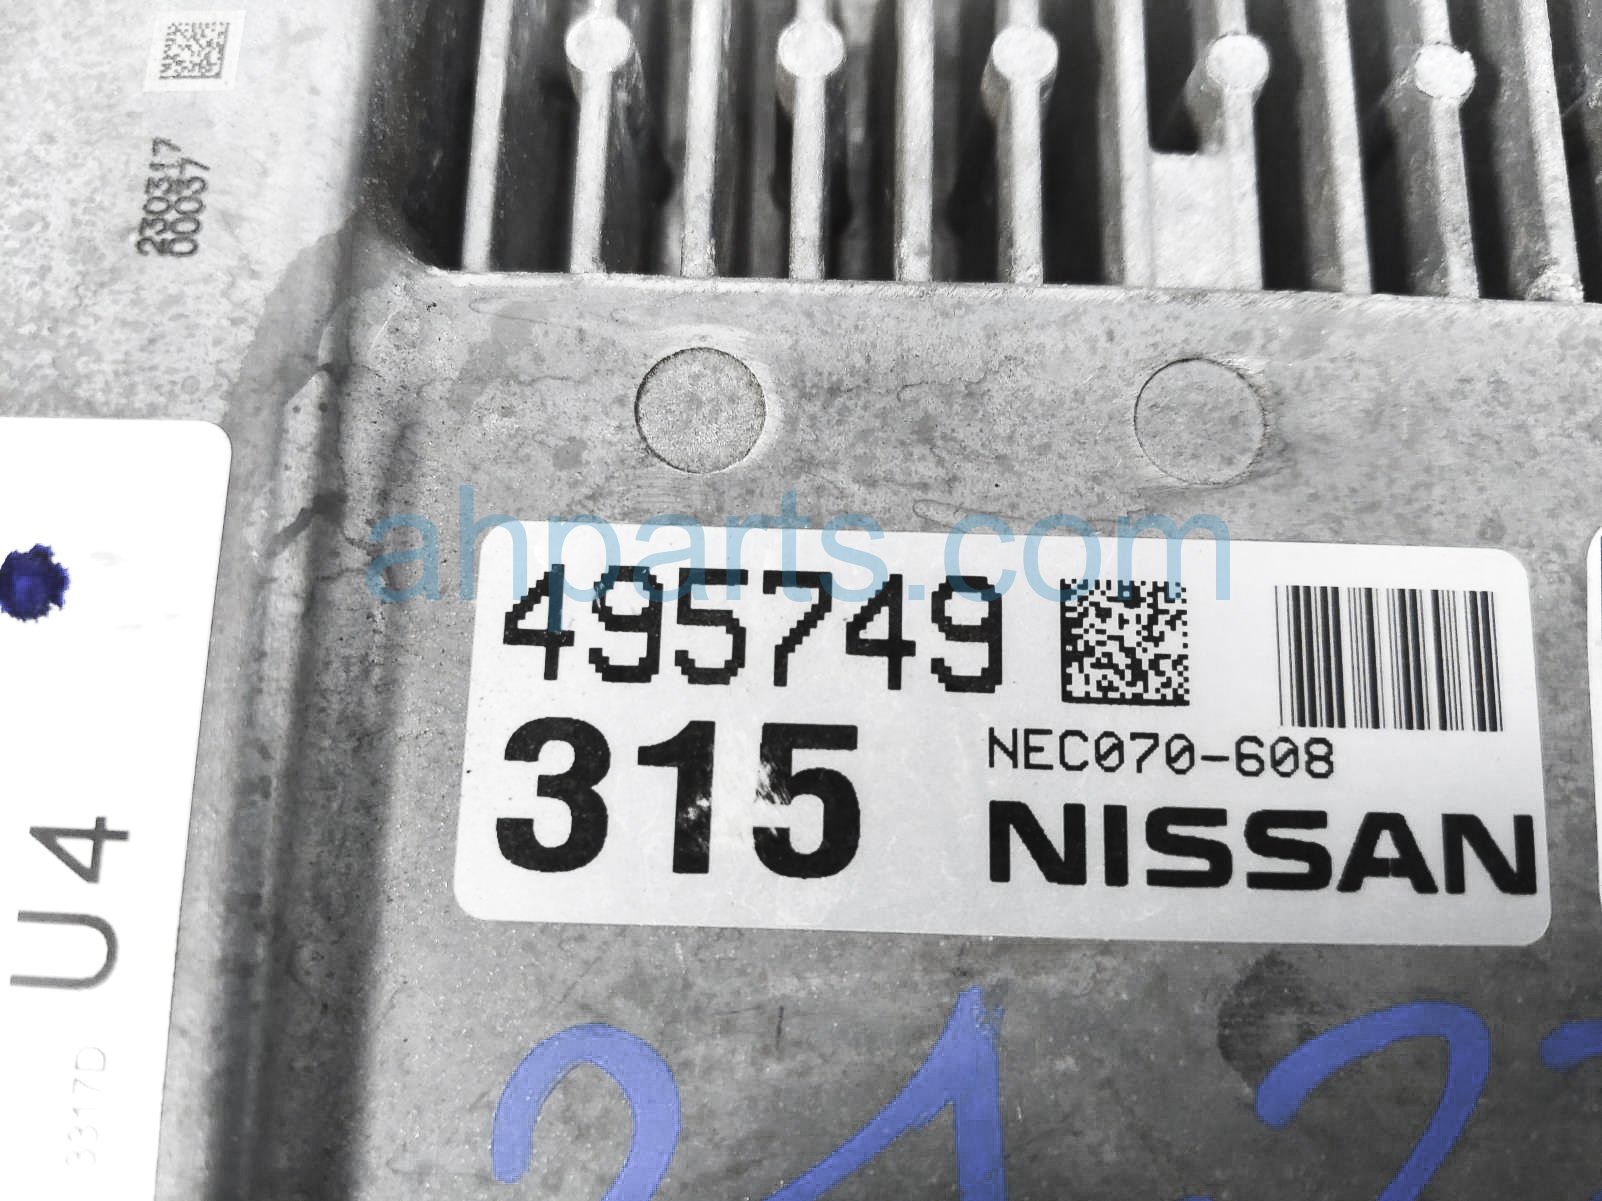 230317
00037
ahparts.com
495749
315
NEC070-608
NISSAN
U4
3317D